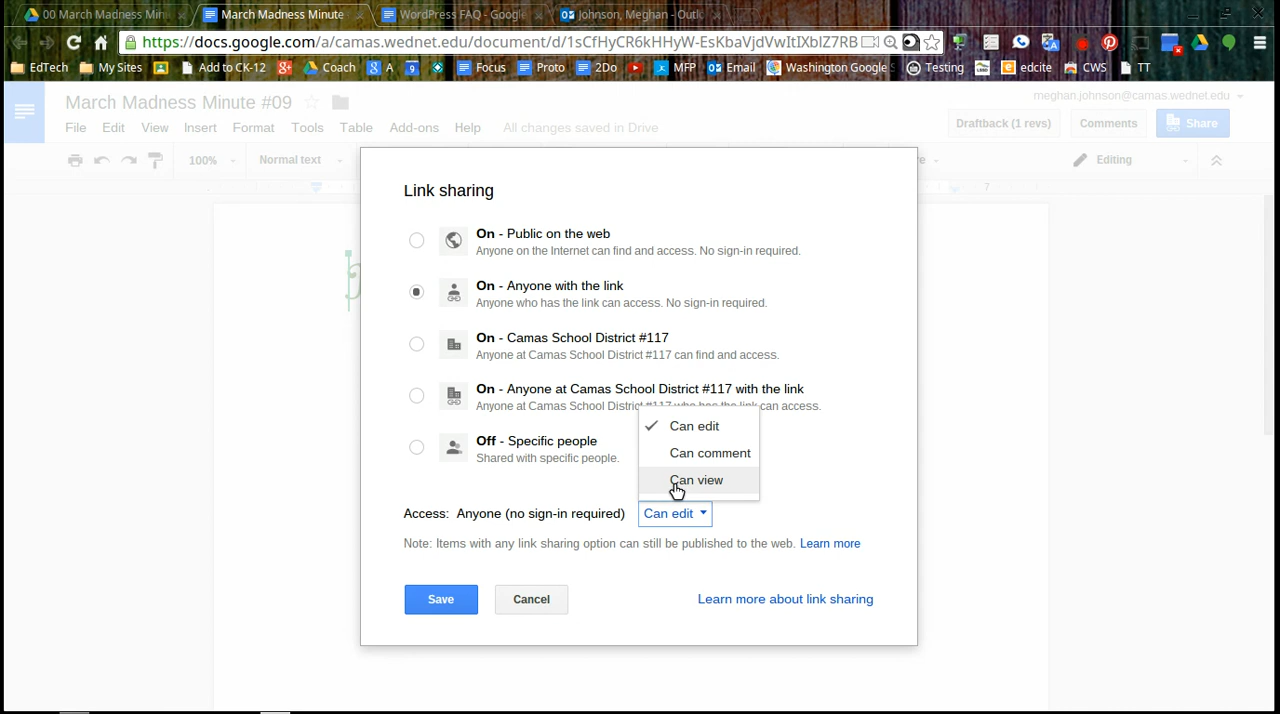 00 March Madness Min
March Madness Minute
WordPress FAQ - Google
Johnson, Meghan - Outlo
https://docs.google.com/a/camas.wednet.edu/document/d/1sCfHyCR6kHHyW-EsKbaVjdVwItIXbIZ7RB
EdTech My Sites Add to CK-12 Coach A 9 Focus Proto 2Do MFP Email Washington Google Testing edcite CWS TT
March Madness Minute #09
meghan.johnson@camas.wednet.edu
File Edit View Insert Format Tools Table Add-ons Help All changes saved in Drive
Draftback (1 revs) Comments Share
100% Normal text
Editing
7
Link sharing
On - Public on the web
Anyone on the Internet can find and access. No sign-in required.
On - Anyone with the link
Anyone who has the link can access. No sign-in required.
On - Camas School District #117
Anyone at Camas School District #117 can find and access.
On - Anyone at Camas School District #117 with the link
Anyone at Camas School District #117 who has the link can access.
Can edit
Off - Specific people
Can comment
Shared with specific people.
Can view
Access: Anyone (no sign-in required) Can edit
Note: Items with any link sharing option can still be published to the web. Learn more
Save Cancel Learn more about link sharing